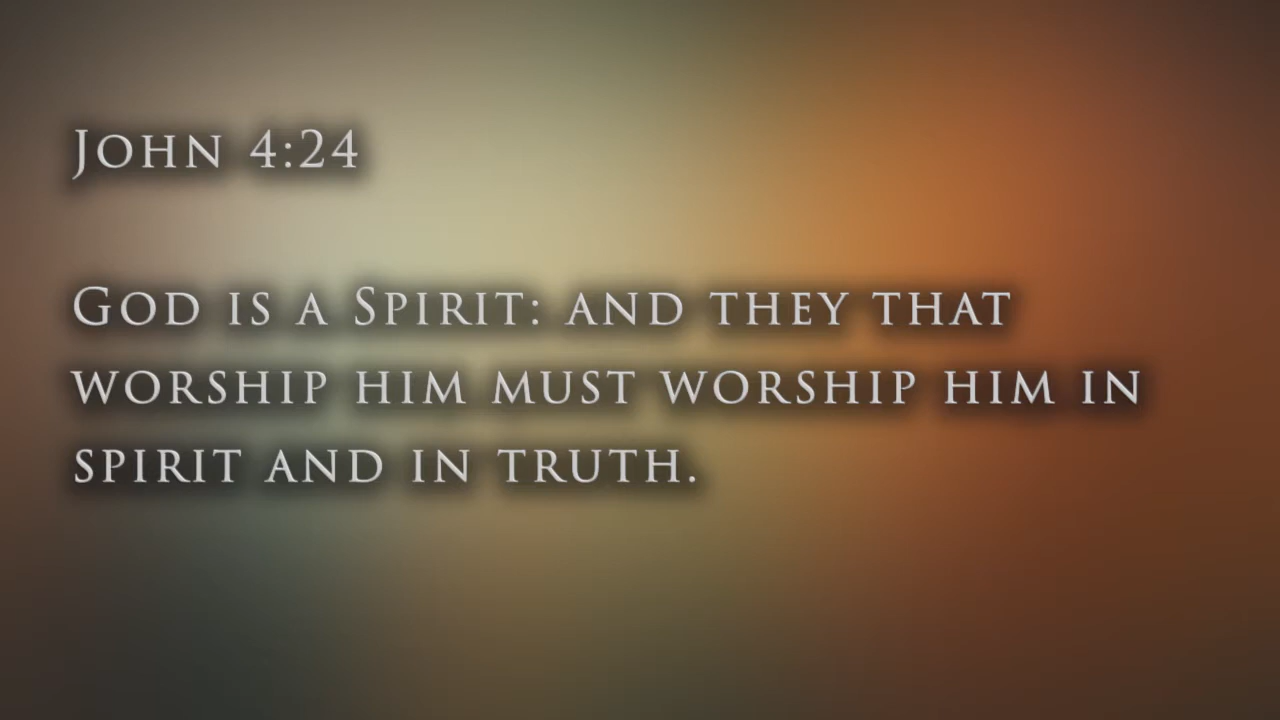 John 4:24
God is a Spirit: and they that
worship him must worship him in
spirit and in truth.